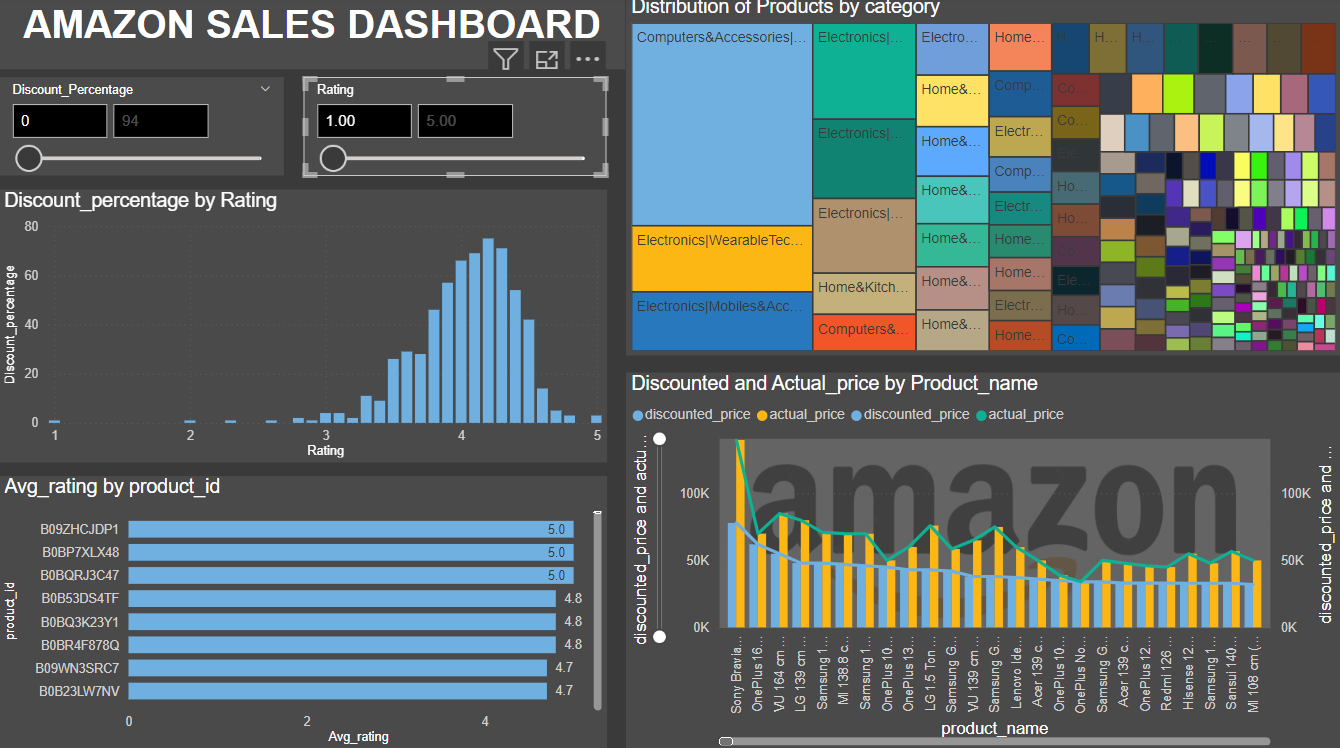 AMAZON SALES DASHBOARD
Discount_Percentage
0
94
Rating
1.00
5.00
Discount_percentage by Rating
Discount_percentage
80
60
40
20
0
1
2
3
4
5
Rating
Avg_rating by product_id
product_id
B09ZHCJDP1
5.0
B0BP7XLX48
5.0
B0BQRJ3C47
5.0
B0B53DS4TF
4.8
B0BQ3K23Y1
4.8
B0BR4F878Q
4.8
B09WN3SRC7
4.7
B0B23LW7NV
4.7
0
2
4
Avg_rating
Distribution of Products by category
Computers&Accessories|...
Electronics|WearableTec...
Electronics|Mobiles&Acc...
Electronics|...
Electronics|...
Electronics|...
Home&Kitch...
Computers&...
Electro...
Home&...
Home&...
Home&...
Home&...
Home&...
Home&...
Home...
Comp...
Electr...
Comp...
Electr...
Home...
Home...
Electr...
Home...
H...
Co...
Co...
Ele...
Ho...
Ho...
Co...
Ele...
Ho...
Co...
H...
H...
Discounted and Actual_price by Product_name
discounted_price
actual_price
discounted_price
actual_price
discounted_price and actu...
100K
50K
0K
amazon
100K
50K
0K
discounted_price and ...
Sony Bravia...
OnePlus 16...
VU 164 cm ...
LG 139 cm ...
Samsung 1...
MI 138.8 c...
Samsung 1...
OnePlus 10...
OnePlus 13...
LG 1.5 Ton...
Samsung G...
VU 139 cm...
Samsung G...
Lenovo Ide...
Acer 139 c...
OnePlus 10...
OnePlus No...
Samsung G...
Acer 139 c...
OnePlus 12...
Redmi 126 ...
Hisense 12...
Samsung 1...
Sansui 140...
MI 108 cm (...
product_name